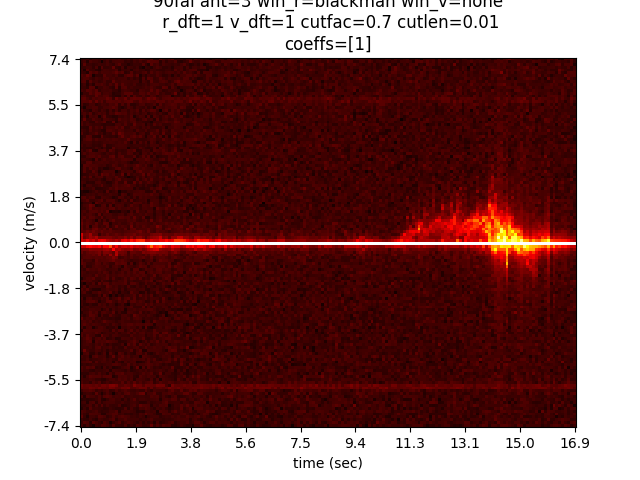 90fal ant=3 win_r=blackman win_v=none
r_dft=1 v_dft=1 cutfac=0.7 cutlen=0.01
coeffs=[1]
7.4
5.5
3.7
1.8
0.0
-1.8
-3.7
-5.5
-7.4
velocity (m/s)
0.0 1.9 3.8 5.6 7.5 9.4 11.3 13.1 15.0 16.9
time (sec)